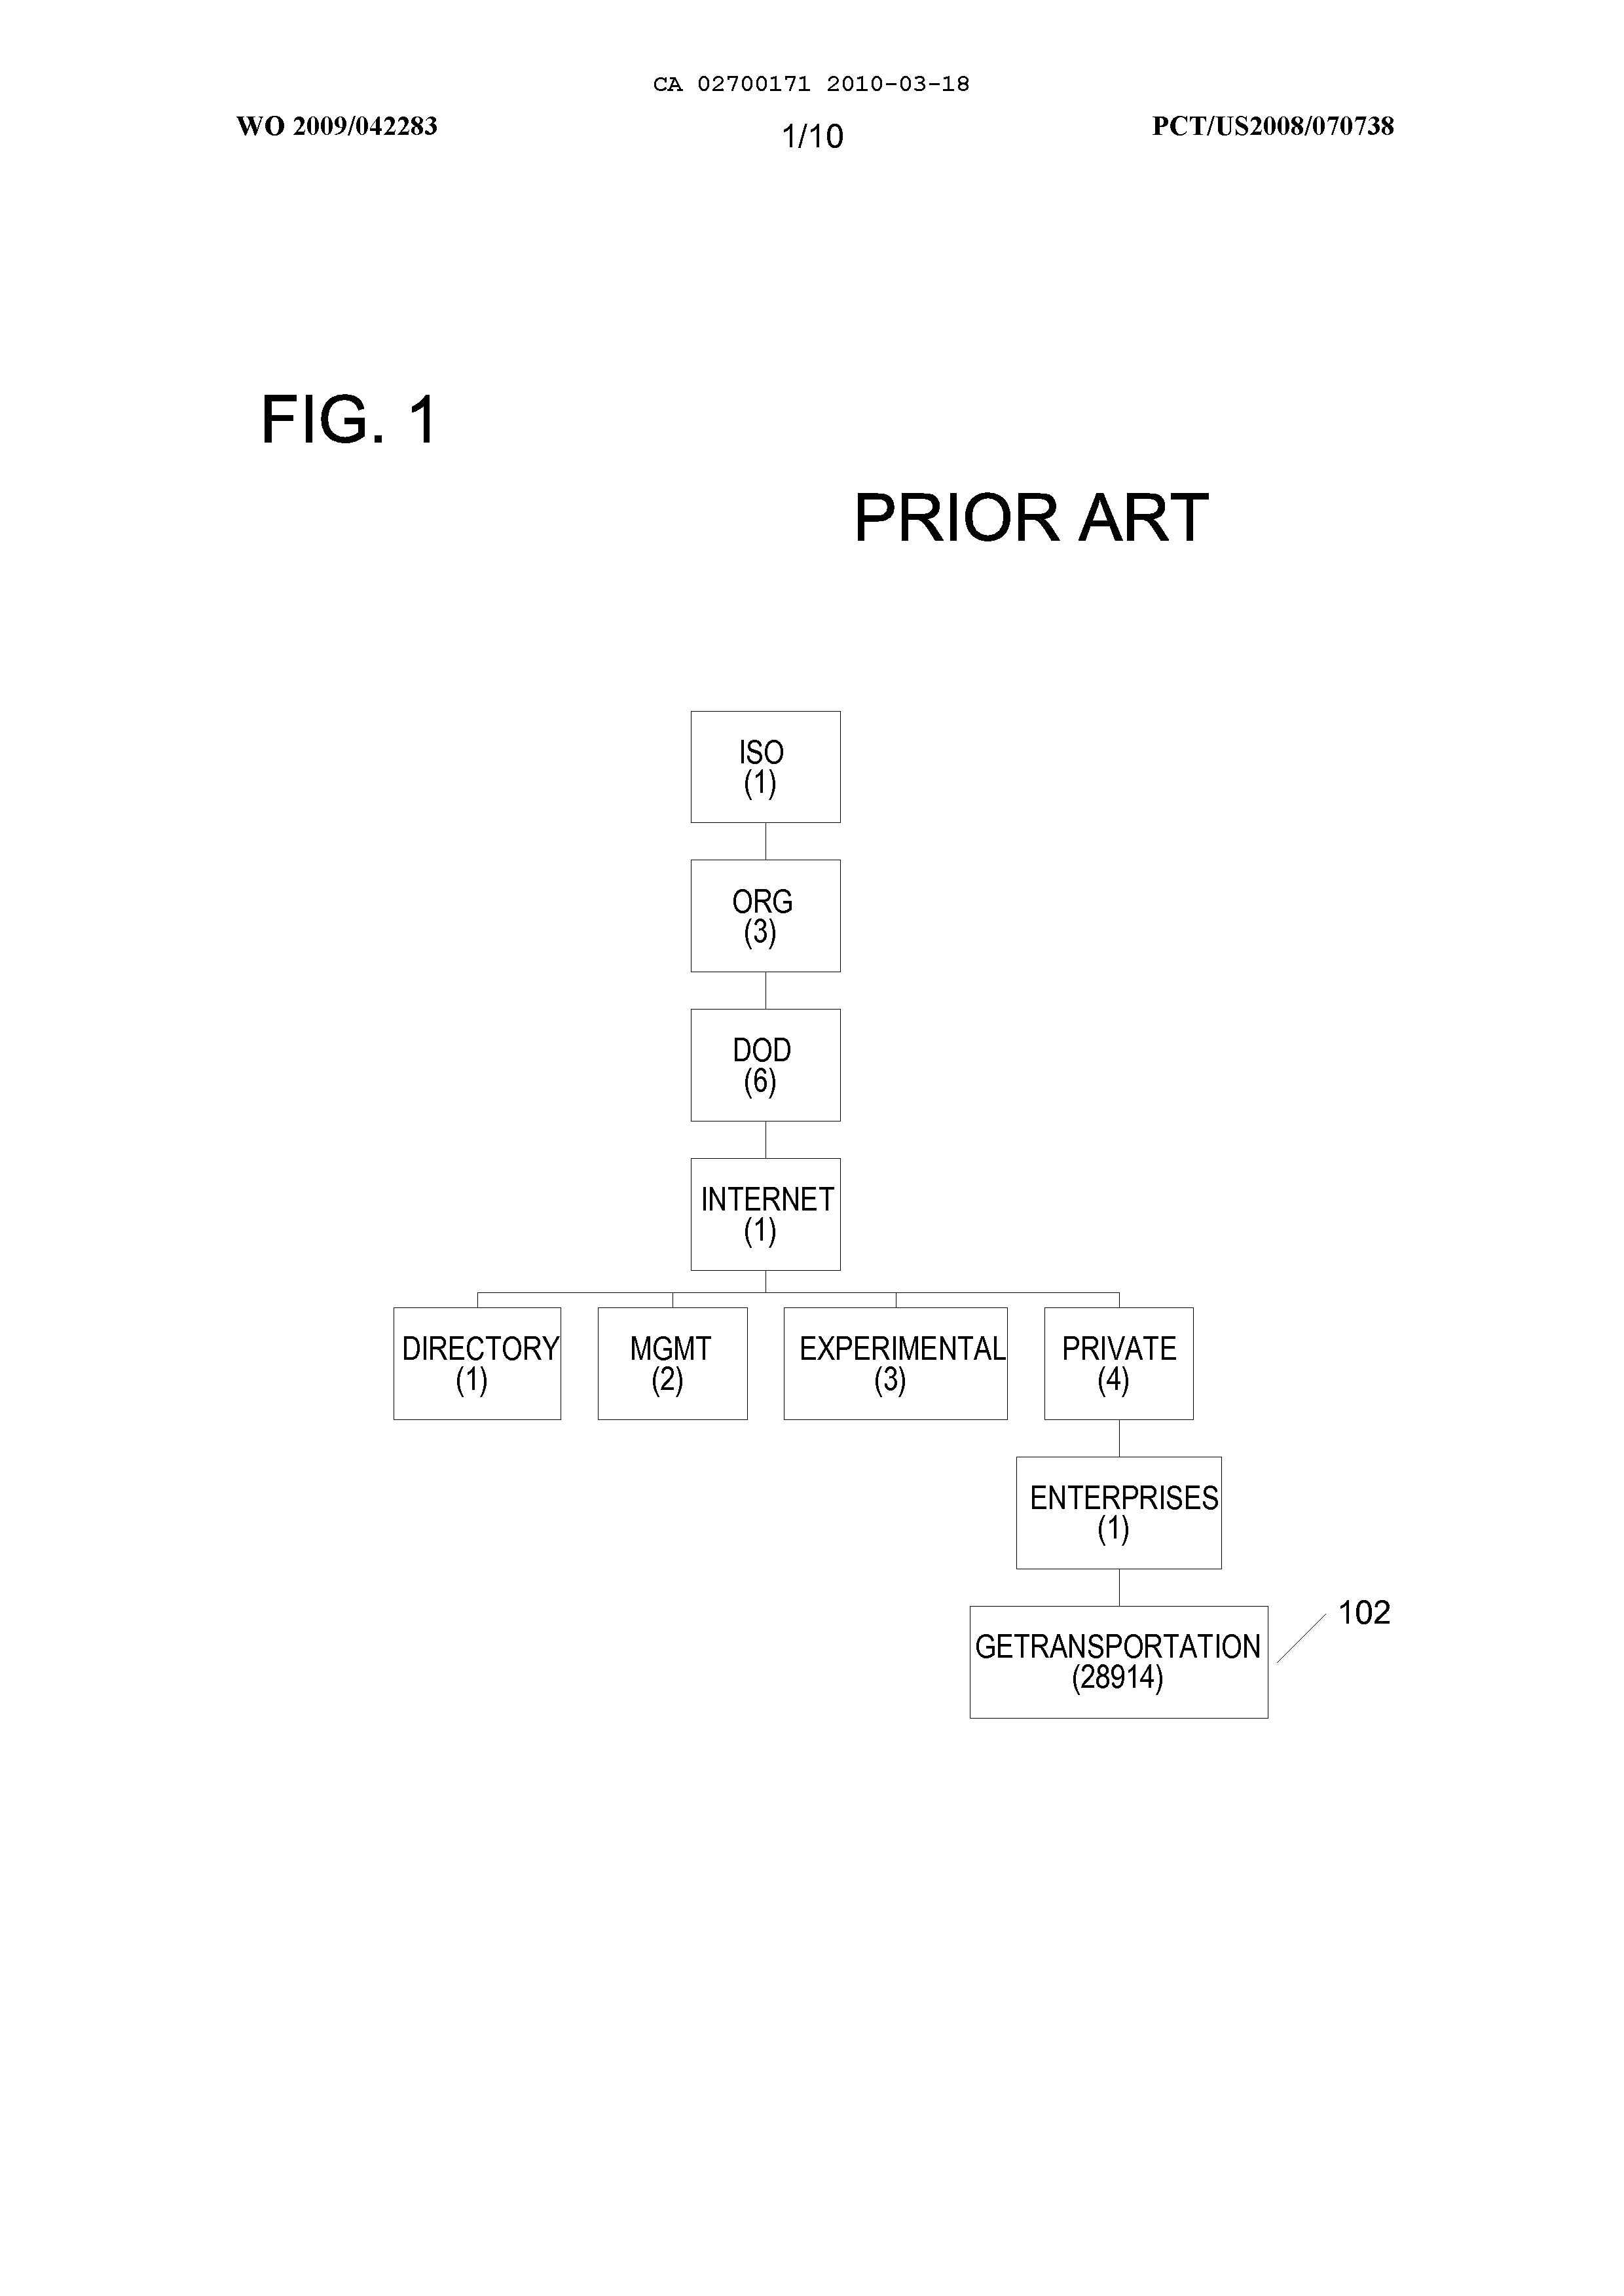 CA 02700171 2010-03-18
WO 2009/042283
1/10
PCT/US2008/070738
FIG. 1
PRIOR ART
ISO
(1)
ORG
(3)
DOD
(6)
INTERNET
(1)
DIRECTORY
(1)
MGMT
(2)
EXPERIMENTAL
(3)
PRIVATE
(4)
ENTERPRISES
(1)
GETRANSPORTATION
(28914)
102